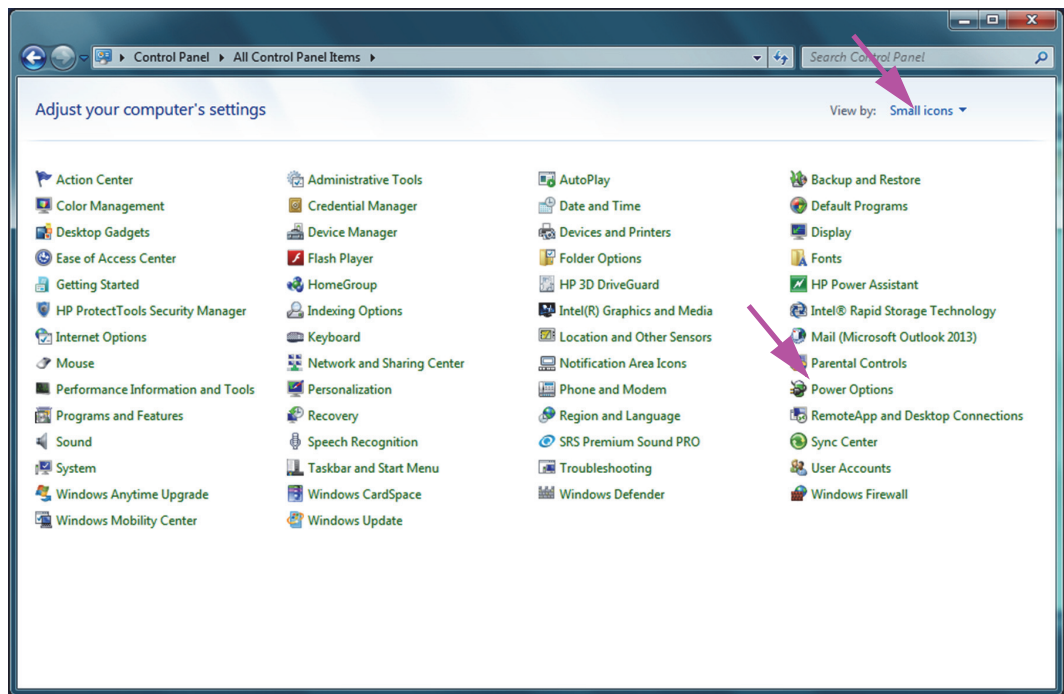 Control Panel All Control Panel Items Search Control Panel
Adjust your computer's settings View by: Small icons
Action Center Administrative Tools AutoPlay Backup and Restore
Color Management Credential Manager Date and Time Default Programs
Desktop Gadgets Device Manager Devices and Printers Display
Ease of Access Center Flash Player Folder Options Fonts
Getting Started HomeGroup HP 3D DriveGuard HP Power Assistant
HP ProtectTools Security Manager Indexing Options Intel(R) Graphics and Media Intel® Rapid Storage Technology
Internet Options Keyboard Location and Other Sensors Mail (Microsoft Outlook 2013)
Mouse Network and Sharing Center Notification Area Icons Parental Controls
Performance Information and Tools Personalization Phone and Modem Power Options
Programs and Features Recovery Region and Language RemoteApp and Desktop Connections
Sound Speech Recognition SRS Premium Sound PRO Sync Center
System Taskbar and Start Menu Troubleshooting User Accounts
Windows Anytime Upgrade Windows CardSpace Windows Defender Windows Firewall
Windows Mobility Center Windows Update